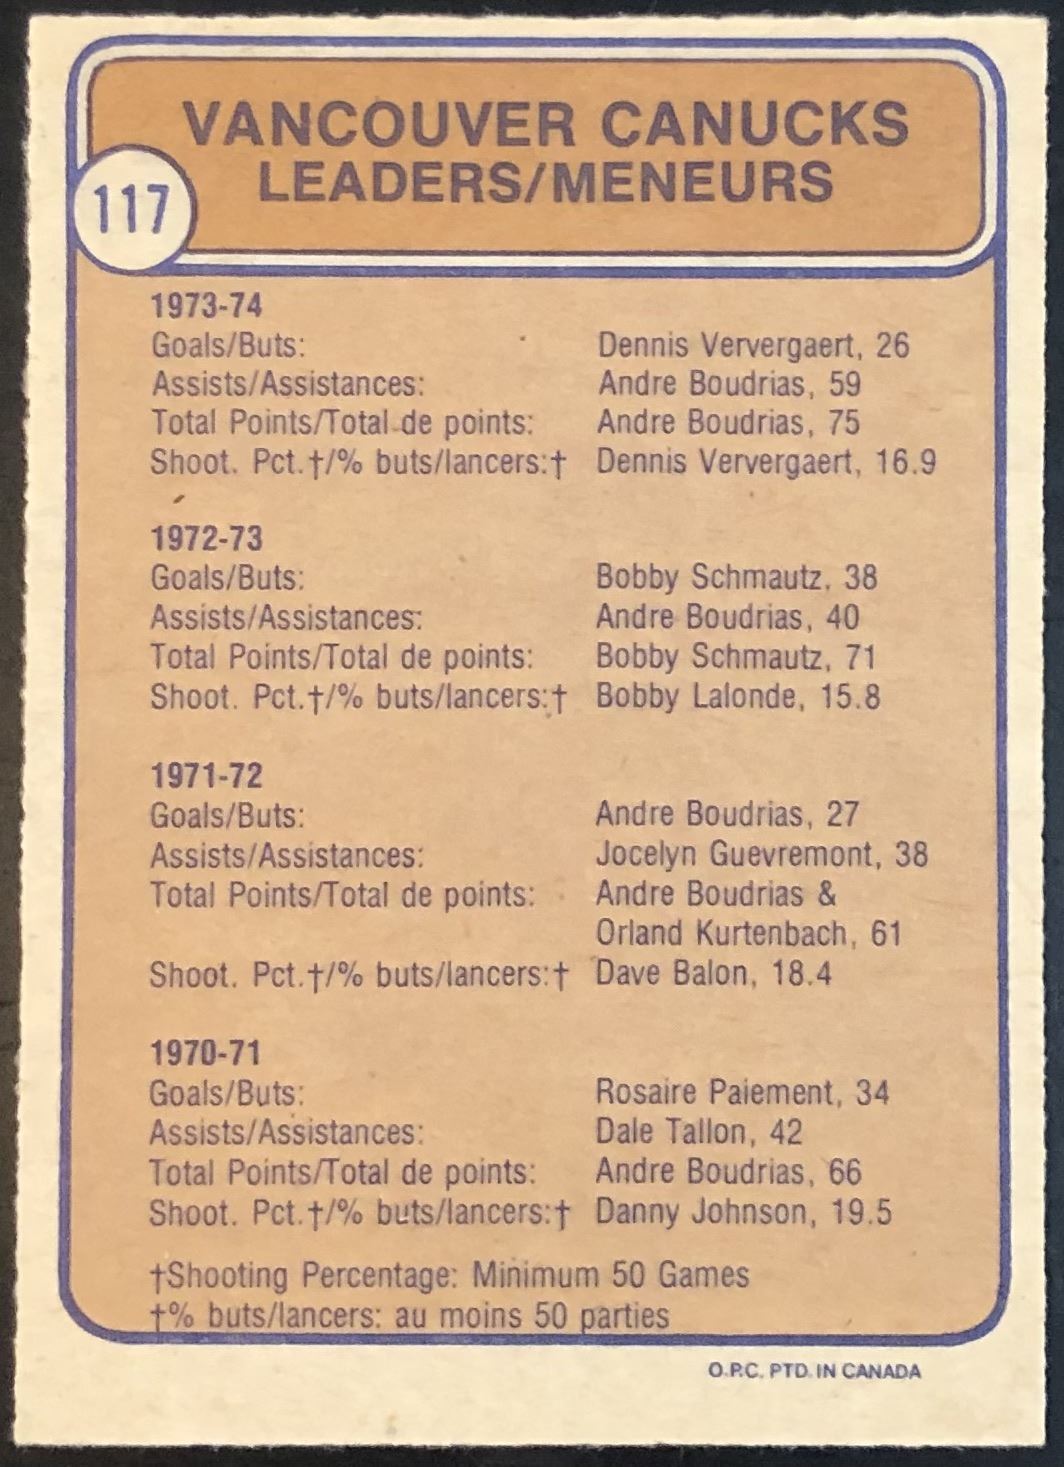 VANCOUVER CANUCKS
LEADERS/MENEURS
117
1973-74
Goals/Buts: Dennis Ververgaert, 26
Assists/Assistances: Andre Boudrias, 59
Total Points/Total de points: Andre Boudrias, 75
Shoot. Pct.†/% buts/lancers:† Dennis Ververgaert, 16.9
1972-73
Goals/Buts: Bobby Schmautz, 38
Assists/Assistances: Andre Boudrias, 40
Total Points/Total de points: Bobby Schmautz, 71
Shoot. Pct.†/% buts/lancers:† Bobby Lalonde, 15.8
1971-72
Goals/Buts: Andre Boudrias, 27
Assists/Assistances: Jocelyn Guevremont, 38
Total Points/Total de points: Andre Boudrias &
Orland Kurtenbach, 61
Shoot. Pct.†/% buts/lancers:† Dave Balon, 18.4
1970-71
Goals/Buts: Rosaire Paiement, 34
Assists/Assistances: Dale Tallon, 42
Total Points/Total de points: Andre Boudrias, 66
Shoot. Pct.†/% buts/lancers:† Danny Johnson, 19.5
†Shooting Percentage: Minimum 50 Games
†% buts/lancers: au moins 50 parties
O.P.C. PTD. IN CANADA